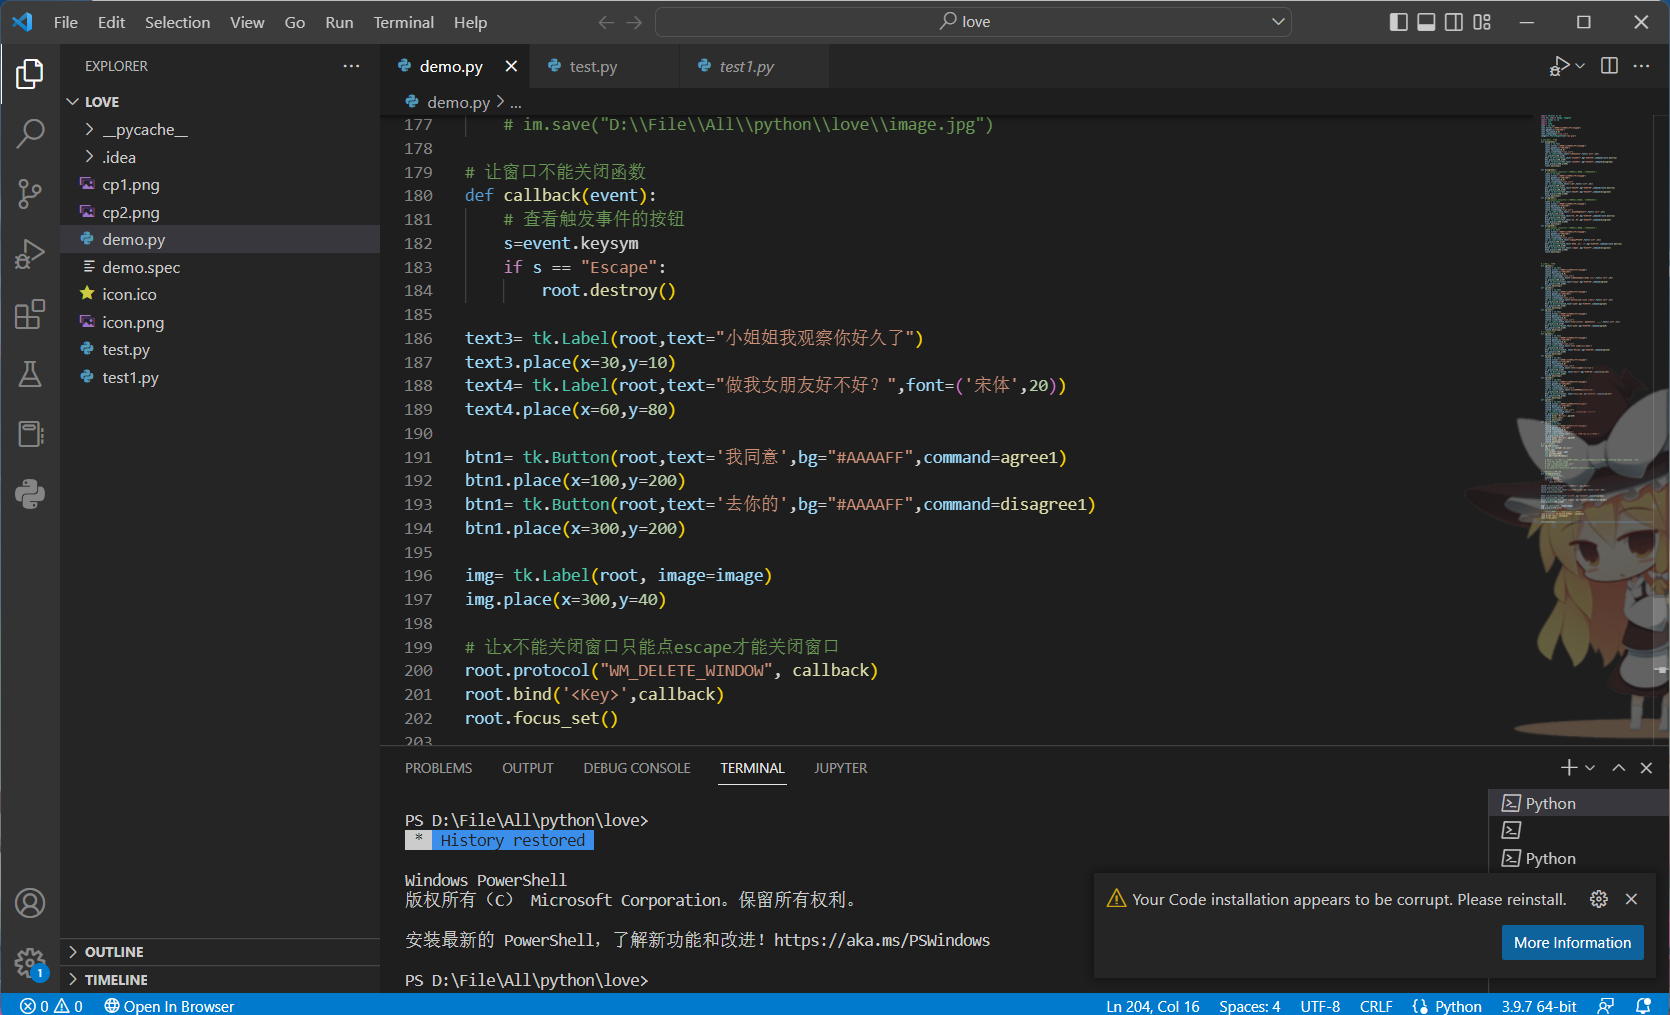 File Edit Selection View Go Run Terminal Help
love
EXPLORER
demo.py
test.py
test1.py
LOVE
demo.py > ...
__pycache__
.idea
cp1.png
cp2.png
demo.py
demo.spec
icon.ico
icon.png
test.py
test1.py
177 # im.save("D:\\File\\All\\python\\love\\image.jpg")
178
179 # 让窗口不能关闭函数
180 def callback(event):
181 # 查看触发事件的按钮
182 s=event.keysym
183 if s == "Escape":
184 root.destroy()
185
186 text3= tk.Label(root,text="小姐姐我观察你好久了")
187 text3.place(x=30,y=10)
188 text4= tk.Label(root,text="做我女朋友好不好？",font=('宋体',20))
189 text4.place(x=60,y=80)
190
191 btn1= tk.Button(root,text='我同意',bg="#AAAAFF",command=agree1)
192 btn1.place(x=100,y=200)
193 btn1= tk.Button(root,text='去你的',bg="#AAAAFF",command=disagree1)
194 btn1.place(x=300,y=200)
195
196 img= tk.Label(root, image=image)
197 img.place(x=300,y=40)
198
199 # 让x不能关闭窗口只能点escape才能关闭窗口
200 root.protocol("WM_DELETE_WINDOW", callback)
201 root.bind('<Key>',callback)
202 root.focus_set()
203
PROBLEMS OUTPUT DEBUG CONSOLE TERMINAL JUPYTER
PS D:\File\All\python\love>
* History restored
Windows PowerShell
版权所有（C） Microsoft Corporation。保留所有权利。
安装最新的 PowerShell，了解新功能和改进！https://aka.ms/PSWindows
PS D:\File\All\python\love>
Python
Python
Your Code installation appears to be corrupt. Please reinstall.
More Information
OUTLINE
TIMELINE
1
0 0 Open In Browser
Ln 204, Col 16 Spaces: 4 UTF-8 CRLF Python 3.9.7 64-bit